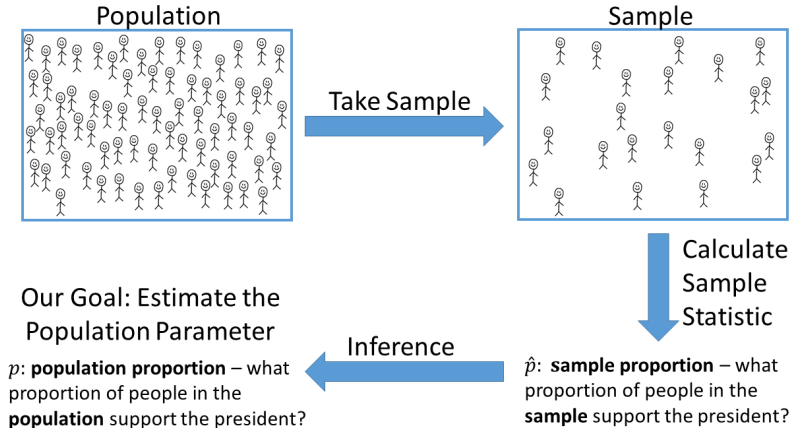 Population
Sample
Take Sample
Calculate
Sample
Statistic
Our Goal: Estimate the
Population Parameter
Inference
p: population proportion – what
proportion of people in the
population support the president?
p̂: sample proportion – what
proportion of people in the
sample support the president?